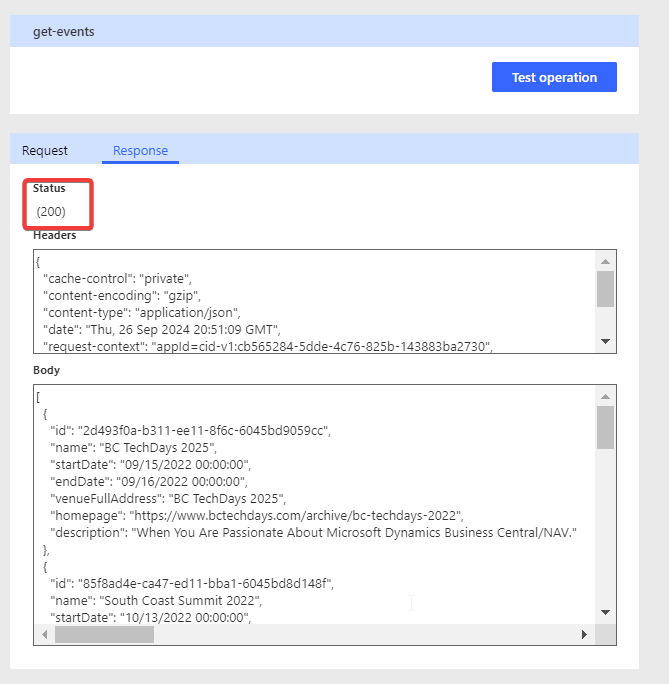 get-events
Test operation
Request
Response
Status
(200)
Headers
{
"cache-control": "private",
"content-encoding": "gzip",
"content-type": "application/json",
"date": "Thu, 26 Sep 2024 20:51:09 GMT",
"request-context": "appId=cid-v1:cb565284-5dde-4c76-825b-143883ba2730",
Body
[
{
"id": "2d493f0a-b311-ee11-8f6c-6045bd9059cc",
"name": "BC TechDays 2025",
"startDate": "09/15/2022 00:00:00",
"endDate": "09/16/2022 00:00:00",
"venueFullAddress": "BC TechDays 2025",
"homepage": "https://www.bctechdays.com/archive/bc-techdays-2022",
"description": "When You Are Passionate About Microsoft Dynamics Business Central/NAV."
},
{
"id": "85f8ad4e-ca47-ed11-bba1-6045bd8d148f",
"name": "South Coast Summit 2022",
"startDate": "10/13/2022 00:00:00",